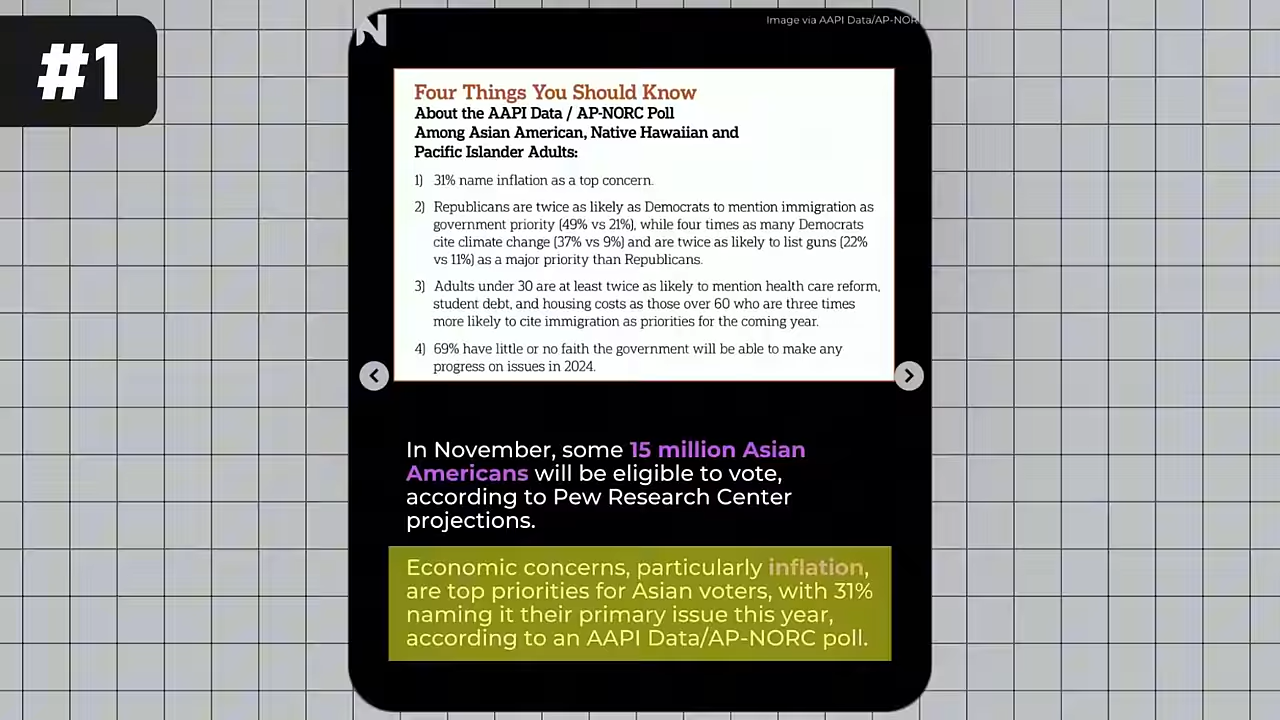 #1
N
Image via AAPI Data/AP-NOR
Four Things You Should Know
About the AAPI Data / AP-NORC Poll
Among Asian American, Native Hawaiian and
Pacific Islander Adults:
1) 31% name inflation as a top concern.
2) Republicans are twice as likely as Democrats to mention immigration as
government priority (49% vs 21%), while four times as many Democrats
cite climate change (37% vs 9%) and are twice as likely to list guns (22%
vs 11%) as a major priority than Republicans.
3) Adults under 30 are at least twice as likely to mention health care reform,
student debt, and housing costs as those over 60 who are three times
more likely to cite immigration as priorities for the coming year.
4) 69% have little or no faith the government will be able to make any
progress on issues in 2024.
In November, some 15 million Asian
Americans will be eligible to vote,
according to Pew Research Center
projections.
Economic concerns, particularly inflation,
are top priorities for Asian voters, with 31%
naming it their primary issue this year,
according to an AAPI Data/AP-NORC poll.